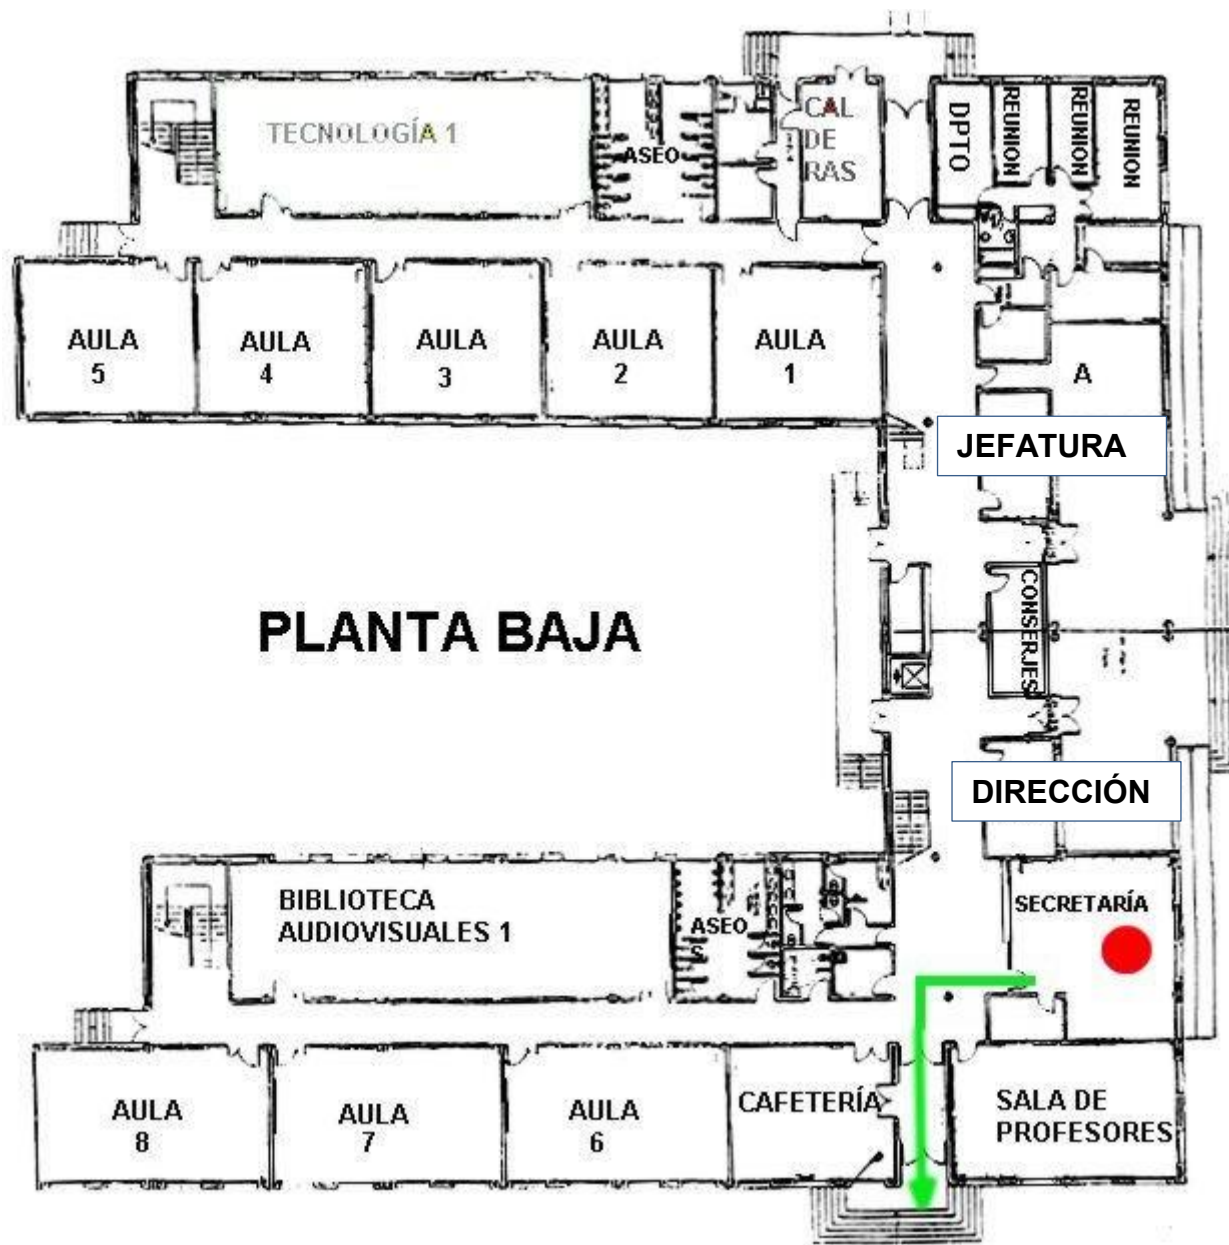 TECNOLOGÍA 1
ASEO
CAL
DE
RAS
DPTO
REUNION
REUNION
REUNION
AULA
5
AULA
4
AULA
3
AULA
2
AULA
1
A
JEFATURA
PLANTA BAJA
CONSERJES
DIRECCIÓN
BIBLIOTECA
AUDIOVISUALES 1
ASEO
SECRETARÍA
AULA
8
AULA
7
AULA
6
CAFETERÍA
SALA DE
PROFESORES